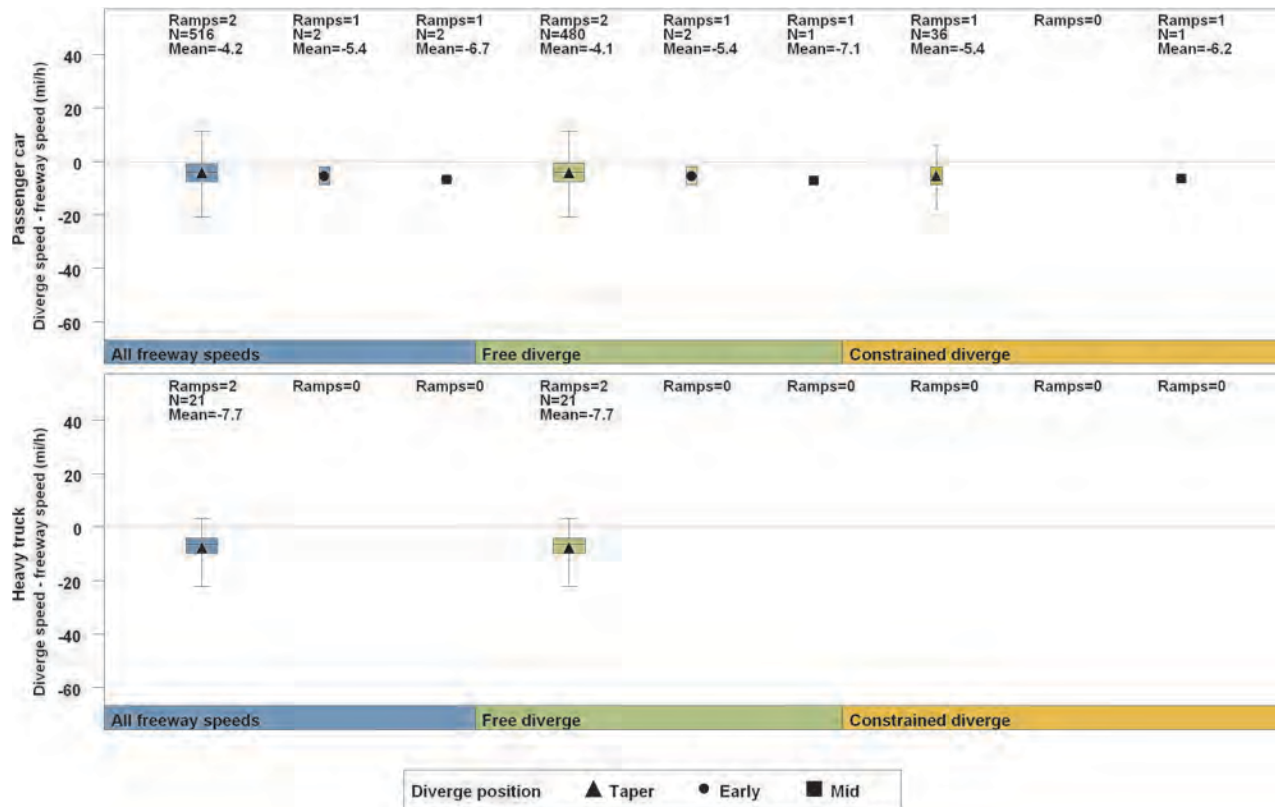 Ramps=2 Ramps=1 Ramps=1 Ramps=2 Ramps=1 Ramps=1 Ramps=1 Ramps=0 Ramps=1
N=516 N=2 N=2 N=480 N=2 N=1 N=36 N=1
Mean=-4.2 Mean=-5.4 Mean=-6.7 Mean=-4.1 Mean=-5.4 Mean=-7.1 Mean=-5.4 Mean=-6.2
Passenger car
Diverge speed - freeway speed (mi/h)
40
20
0
-20
-40
-60
All freeway speeds Free diverge Constrained diverge
Ramps=2 Ramps=0 Ramps=0 Ramps=2 Ramps=0 Ramps=0 Ramps=0 Ramps=0 Ramps=0
N=21 N=21
Mean=-7.7 Mean=-7.7
Heavy truck
Diverge speed - freeway speed (mi/h)
40
20
0
-20
-40
-60
All freeway speeds Free diverge Constrained diverge
Diverge position Taper Early Mid